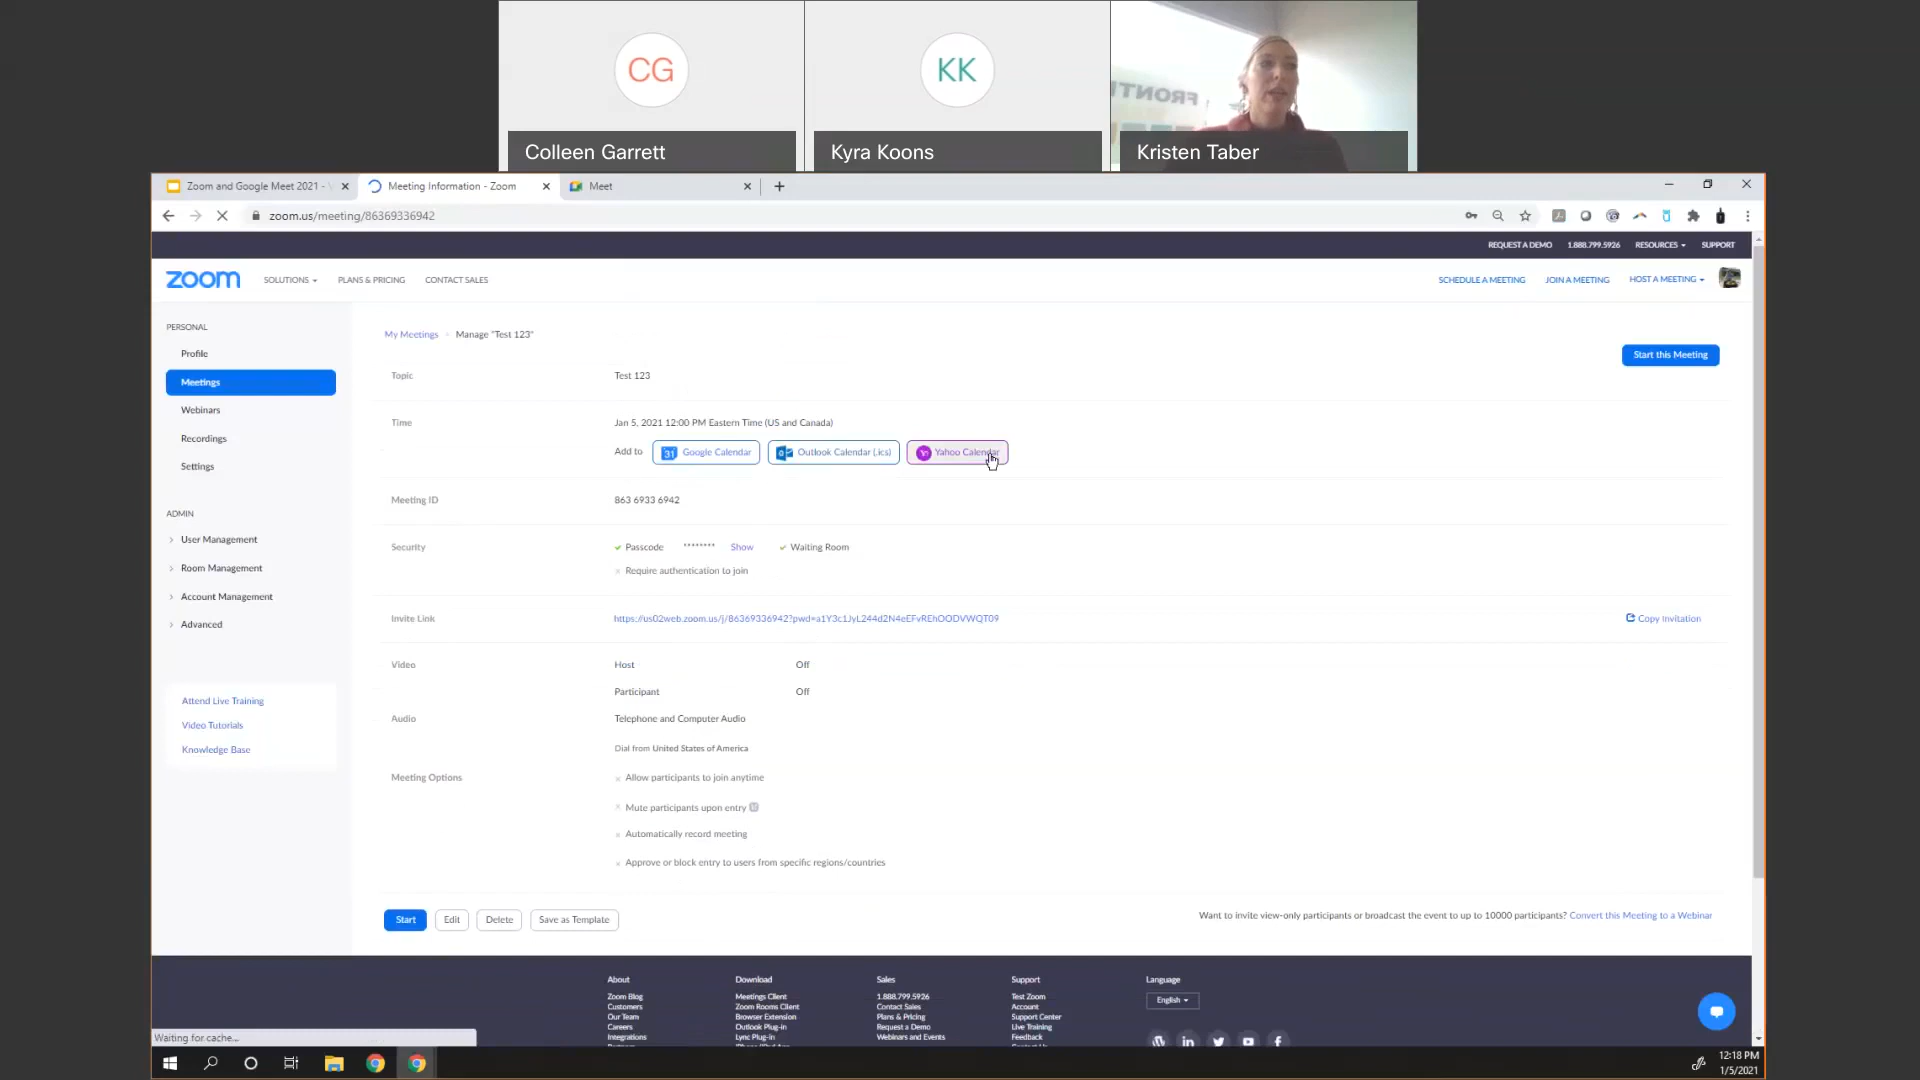 CG
KK
FRONTI
Colleen Garrett
Kyra Koons
Kristen Taber
Zoom and Google Meet 2021 -
Meeting Information - Zoom
Meet
zoom.us/meeting/86369336942
REQUEST A DEMO
1.888.799.5926
RESOURCES
SUPPORT
zoom
SOLUTIONS
PLANS & PRICING
CONTACT SALES
SCHEDULE A MEETING
JOIN A MEETING
HOST A MEETING
PERSONAL
Profile
Meetings
Webinars
Recordings
Settings
ADMIN
User Management
Room Management
Account Management
Advanced
Attend Live Training
Video Tutorials
Knowledge Base
My Meetings
Manage "Test 123"
Start this Meeting
Topic
Test 123
Time
Jan 5, 2021 12:00 PM Eastern Time (US and Canada)
Add to
31 Google Calendar
Outlook Calendar (.ics)
Yahoo Calendar
Meeting ID
863 6933 6942
Security
Passcode ******** Show
Waiting Room
Require authentication to join
Invite Link
https://us02web.zoom.us/j/86369336942?pwd=a1Y3c1JyL244d2N4eEFvREhOODVWQT09
Copy Invitation
Video
Host Off
Participant Off
Audio
Telephone and Computer Audio
Dial from United States of America
Meeting Options
Allow participants to join anytime
Mute participants upon entry
Automatically record meeting
Approve or block entry to users from specific regions/countries
Start
Edit
Delete
Save as Template
Want to invite view-only participants or broadcast the event to up to 10000 participants? Convert this Meeting to a Webinar
About
Zoom Blog
Customers
Our Team
Careers
Integrations
Download
Meetings Client
Zoom Rooms Client
Browser Extension
Outlook Plug-in
Lync Plug-in
Sales
1.888.799.5926
Contact Sales
Plans & Pricing
Request a Demo
Webinars and Events
Support
Test Zoom
Account
Support Center
Live Training
Feedback
Language
English
Waiting for cache...
12:18 PM
1/5/2021